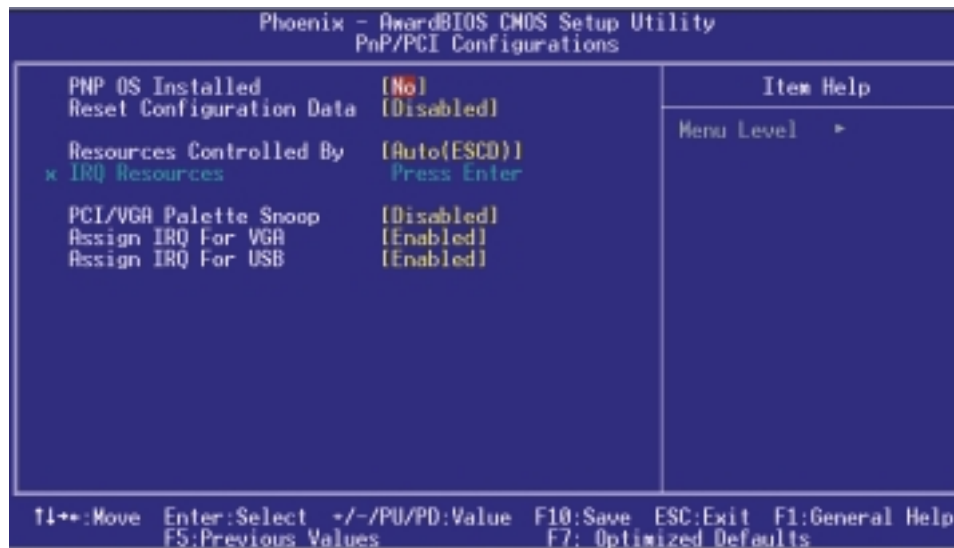 Phoenix - AwardBIOS CMOS Setup Utility
PnP/PCI Configurations
PNP OS Installed [No]
Reset Configuration Data [Disabled]
Resources Controlled By [Auto(ESCD)]
x IRQ Resources Press Enter
PCI/VGA Palette Snoop [Disabled]
Assign IRQ For VGA [Enabled]
Assign IRQ For USB [Enabled]
Item Help
Menu Level ►
↑↓→←:Move Enter:Select +/-/PU/PD:Value F10:Save ESC:Exit F1:General Help
F5:Previous Values F7: Optimized Defaults